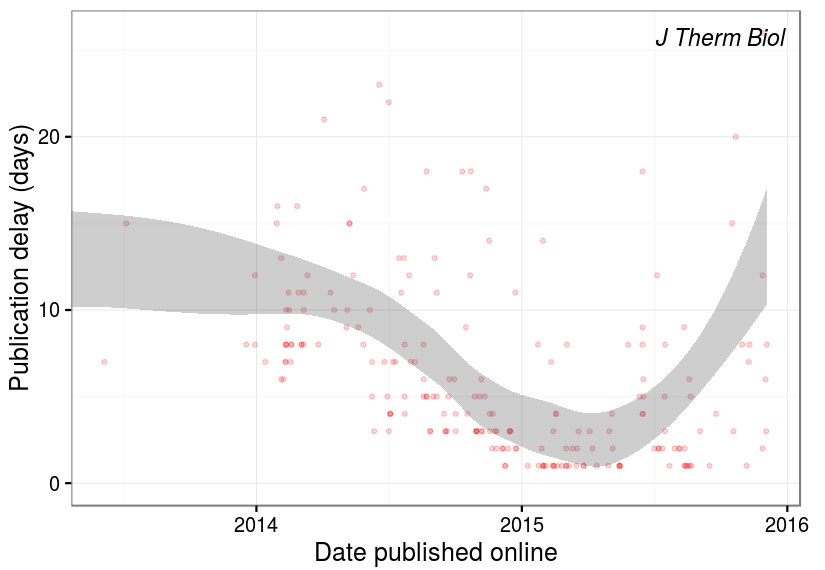 J Therm Biol
Publication delay (days)
20
10
0
2014
2015
2016
Date published online